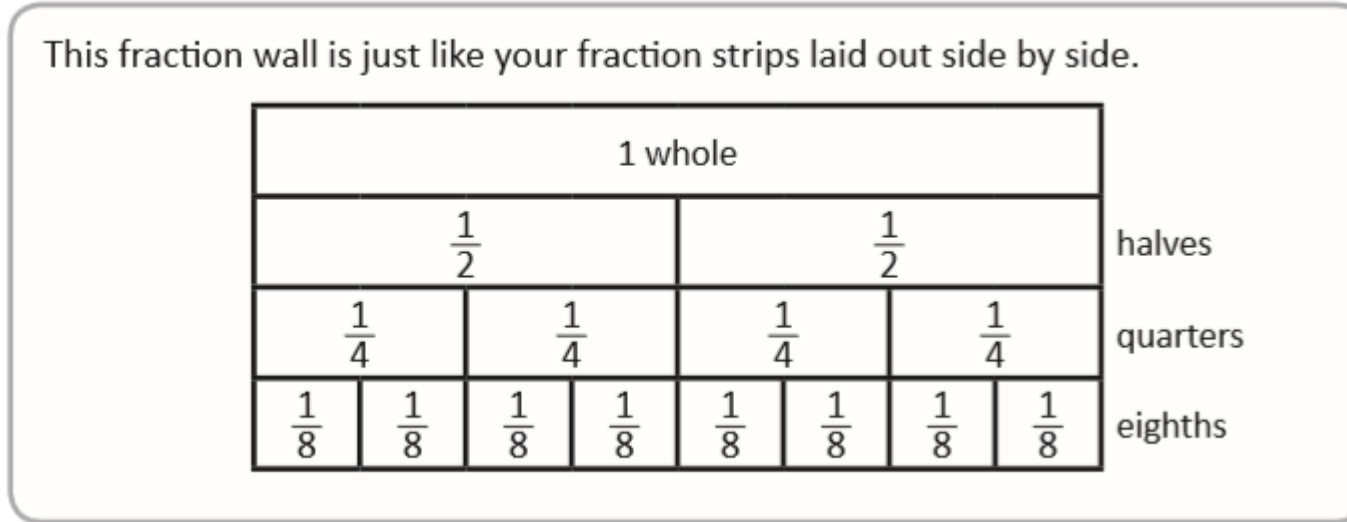 This fraction wall is just like your fraction strips laid out side by side.
1 whole
1/2 1/2 halves
1/4 1/4 1/4 1/4 quarters
1/8 1/8 1/8 1/8 1/8 1/8 1/8 1/8 eighths